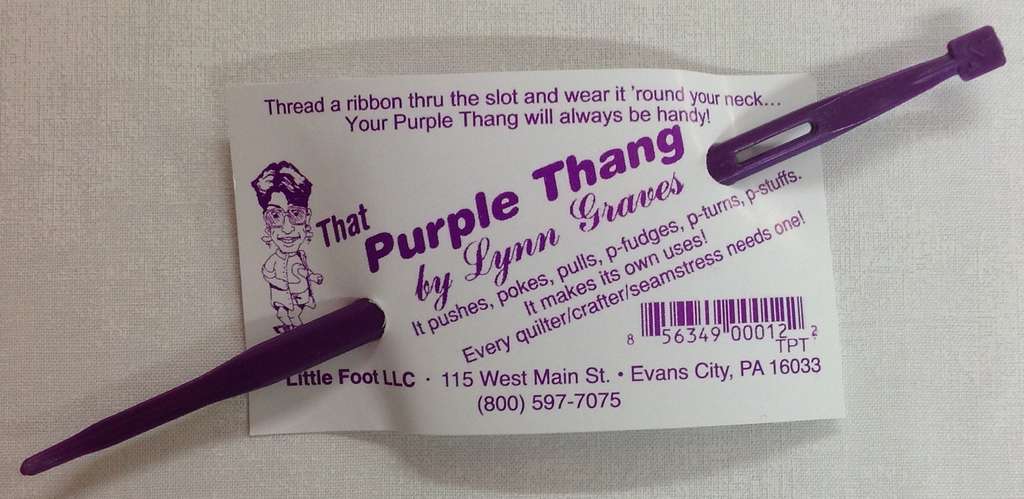 Thread a ribbon thru the slot and wear it 'round your neck...
Your Purple Thang will always be handy!
That
Purple Thang
by Lynn Graves
It pushes, pokes, pulls, p-fudges, p-turns, p-stuffs.
It makes its own uses!
Every quilter/crafter/seamstress needs one!
8 56349 00012 2
TPT
Little Foot LLC · 115 West Main St. • Evans City, PA 16033
(800) 597-7075